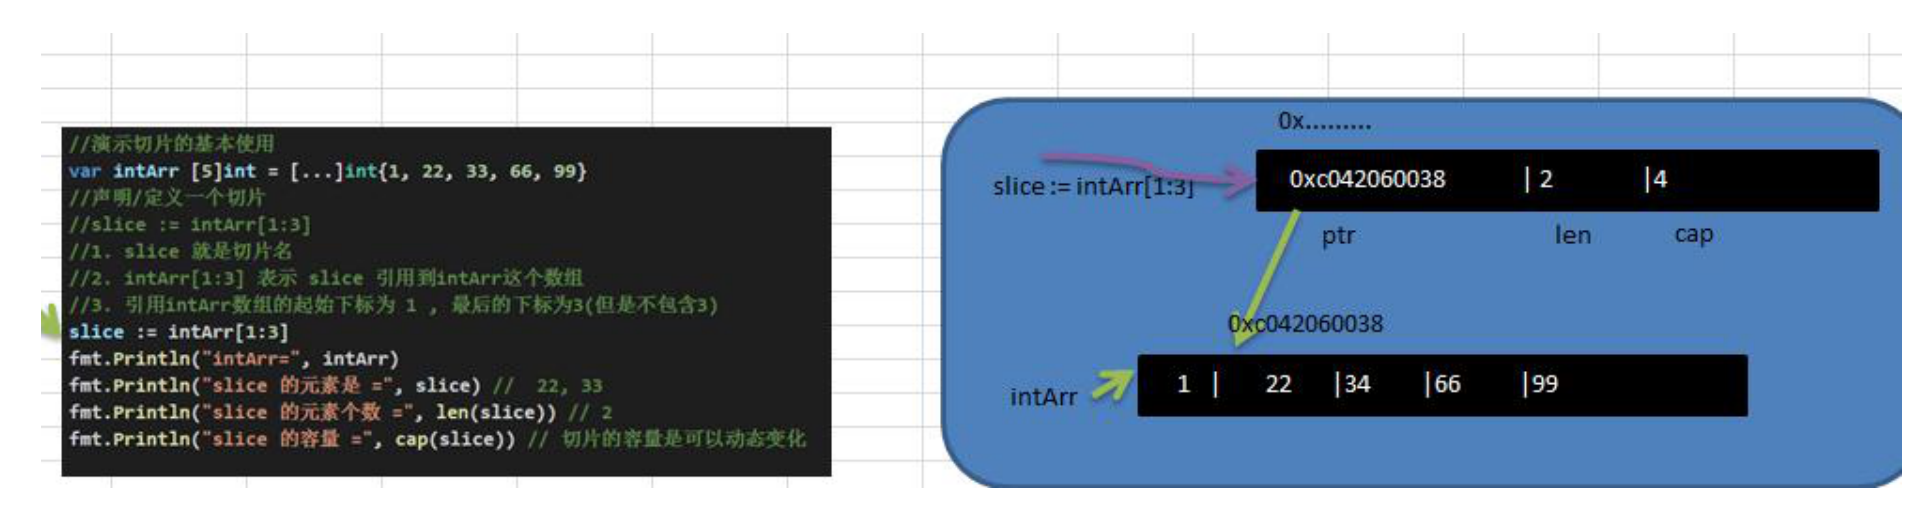 //演示切片的基本使用
var intArr [5]int = [...]int{1, 22, 33, 66, 99}
//声明/定义一个切片
//slice := intArr[1:3]
//1. slice 就是切片名
//2. intArr[1:3] 表示 slice 引用到intArr这个数组
//3. 引用intArr数组的起始下标为 1 , 最后的下标为3(但是不包含3)
slice := intArr[1:3]
fmt.Println("intArr=", intArr)
fmt.Println("slice 的元素是 =", slice) //  22, 33
fmt.Println("slice 的元素个数 =", len(slice)) // 2
fmt.Println("slice 的容量 =", cap(slice)) // 切片的容量是可以动态变化
0x.........
slice := intArr[1:3] 0xc042060038 |2 |4
ptr len cap
0xc042060038
intArr 1 | 22 |34 |66 |99